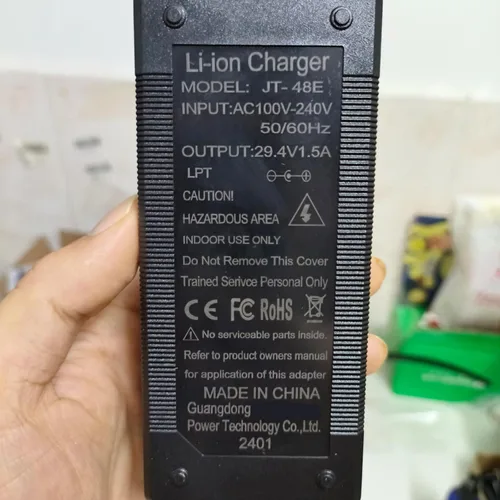 Li-ion Charger
MODEL: JT- 48E
INPUT:AC100V-240V
50/60Hz
OUTPUT:29.4V1.5A
LPT
CAUTION!
HAZARDOUS AREA
INDOOR USE ONLY
Do Not Remove This Cover
Trained Serivce Personal Only
CE FC RoHS
No serviceable parts inside.
Refer to product owners manual
for application of this adapter
MADE IN CHINA
Guangdong
Power Technology Co.,Ltd.
2401